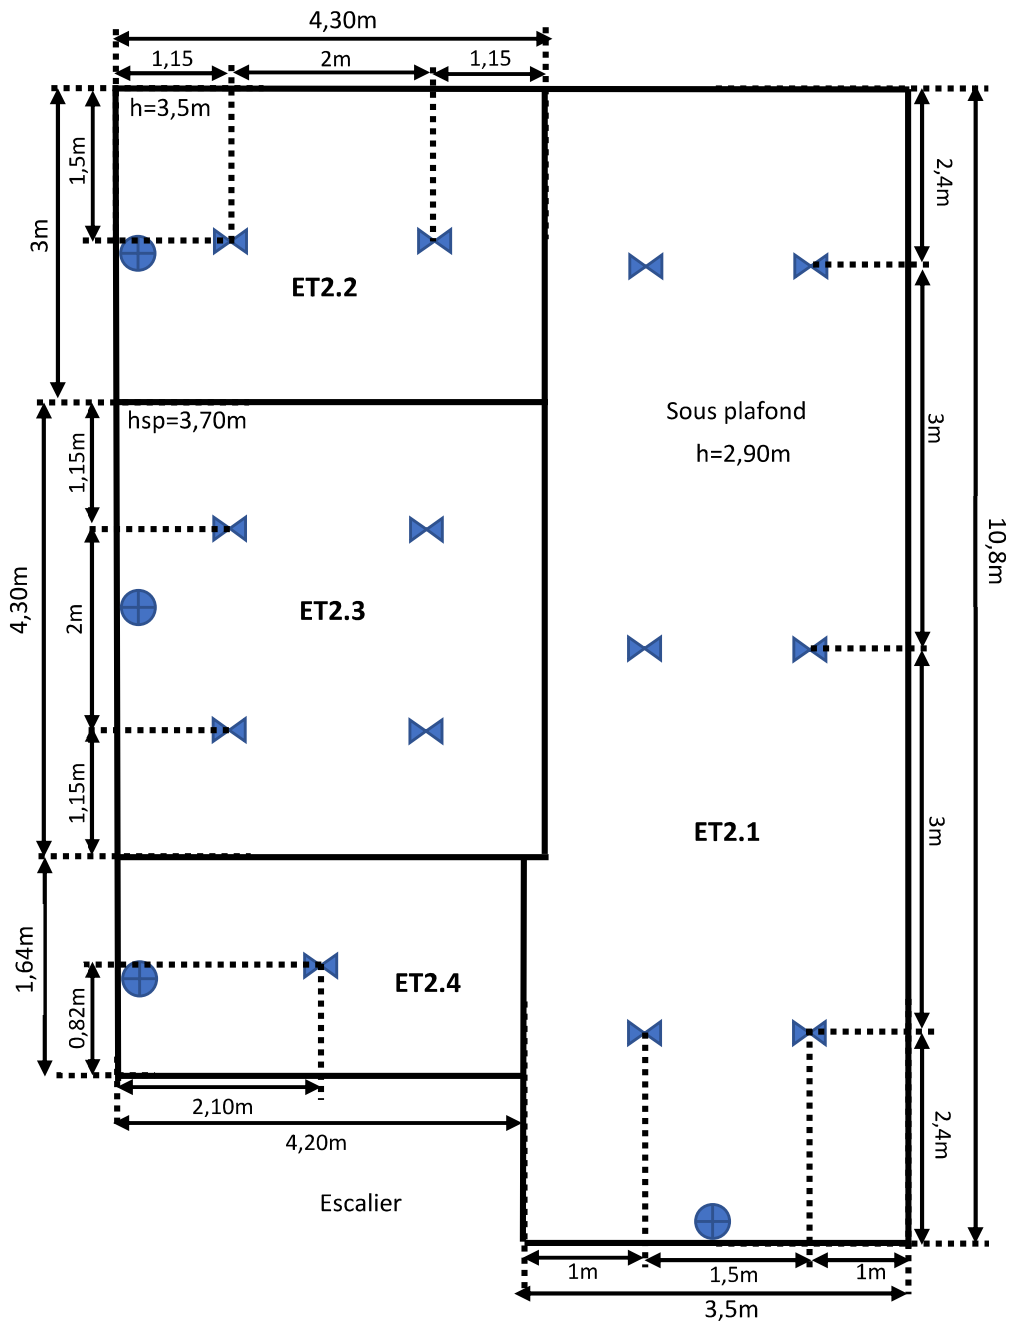 4,30m
1,15
2m
1,15
h=3,5m
1,5m
2,4m
3m
ET2.2
hsp=3,70m
Sous plafond
h=2,90m
3m
1,15m
10,8m
4,30m
2m
ET2.3
1,15m
3m
ET2.1
1,64m
0,82m
ET2.4
2,10m
4,20m
2,4m
Escalier
1m
1,5m
1m
3,5m